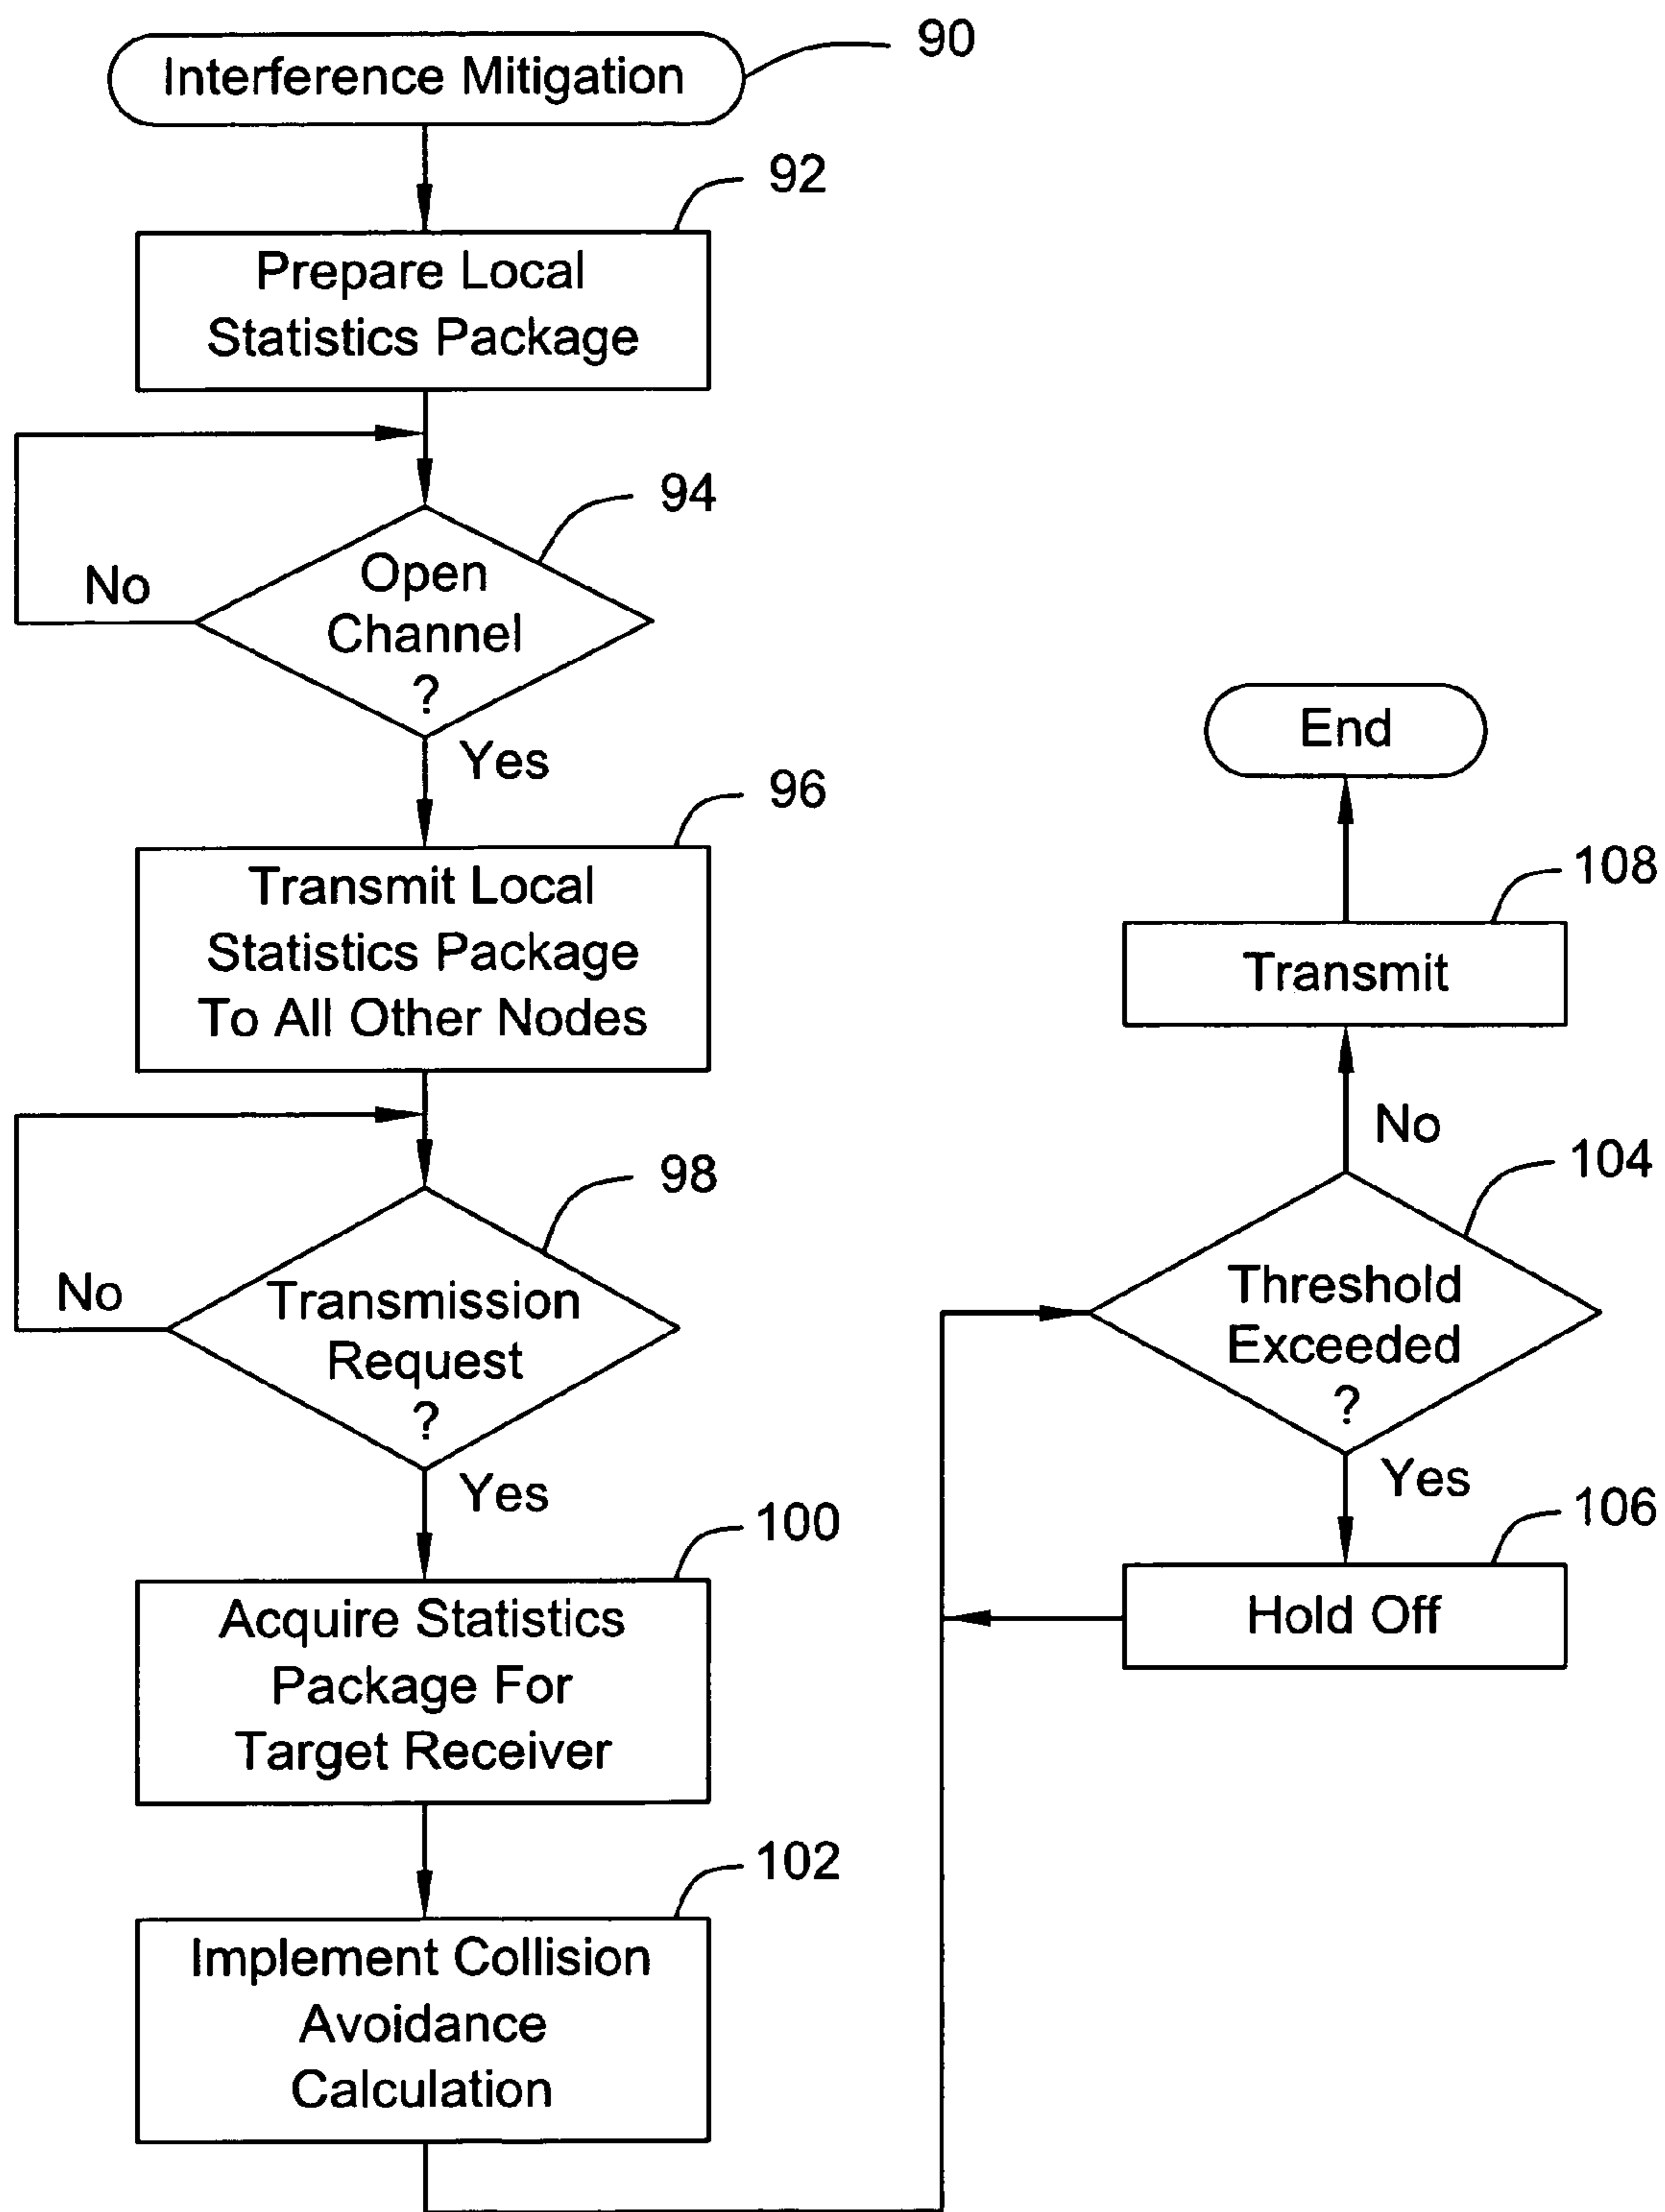 Interference Mitigation
90
92
Prepare Local
Statistics Package
94
Open
Channel
?
No
Yes
96
Transmit Local
Statistics Package
To All Other Nodes
98
Transmission
Request
?
No
Yes
100
Acquire Statistics
Package For
Target Receiver
102
Implement Collision
Avoidance
Calculation
104
Threshold
Exceeded
?
Yes
106
Hold Off
No
108
Transmit
End